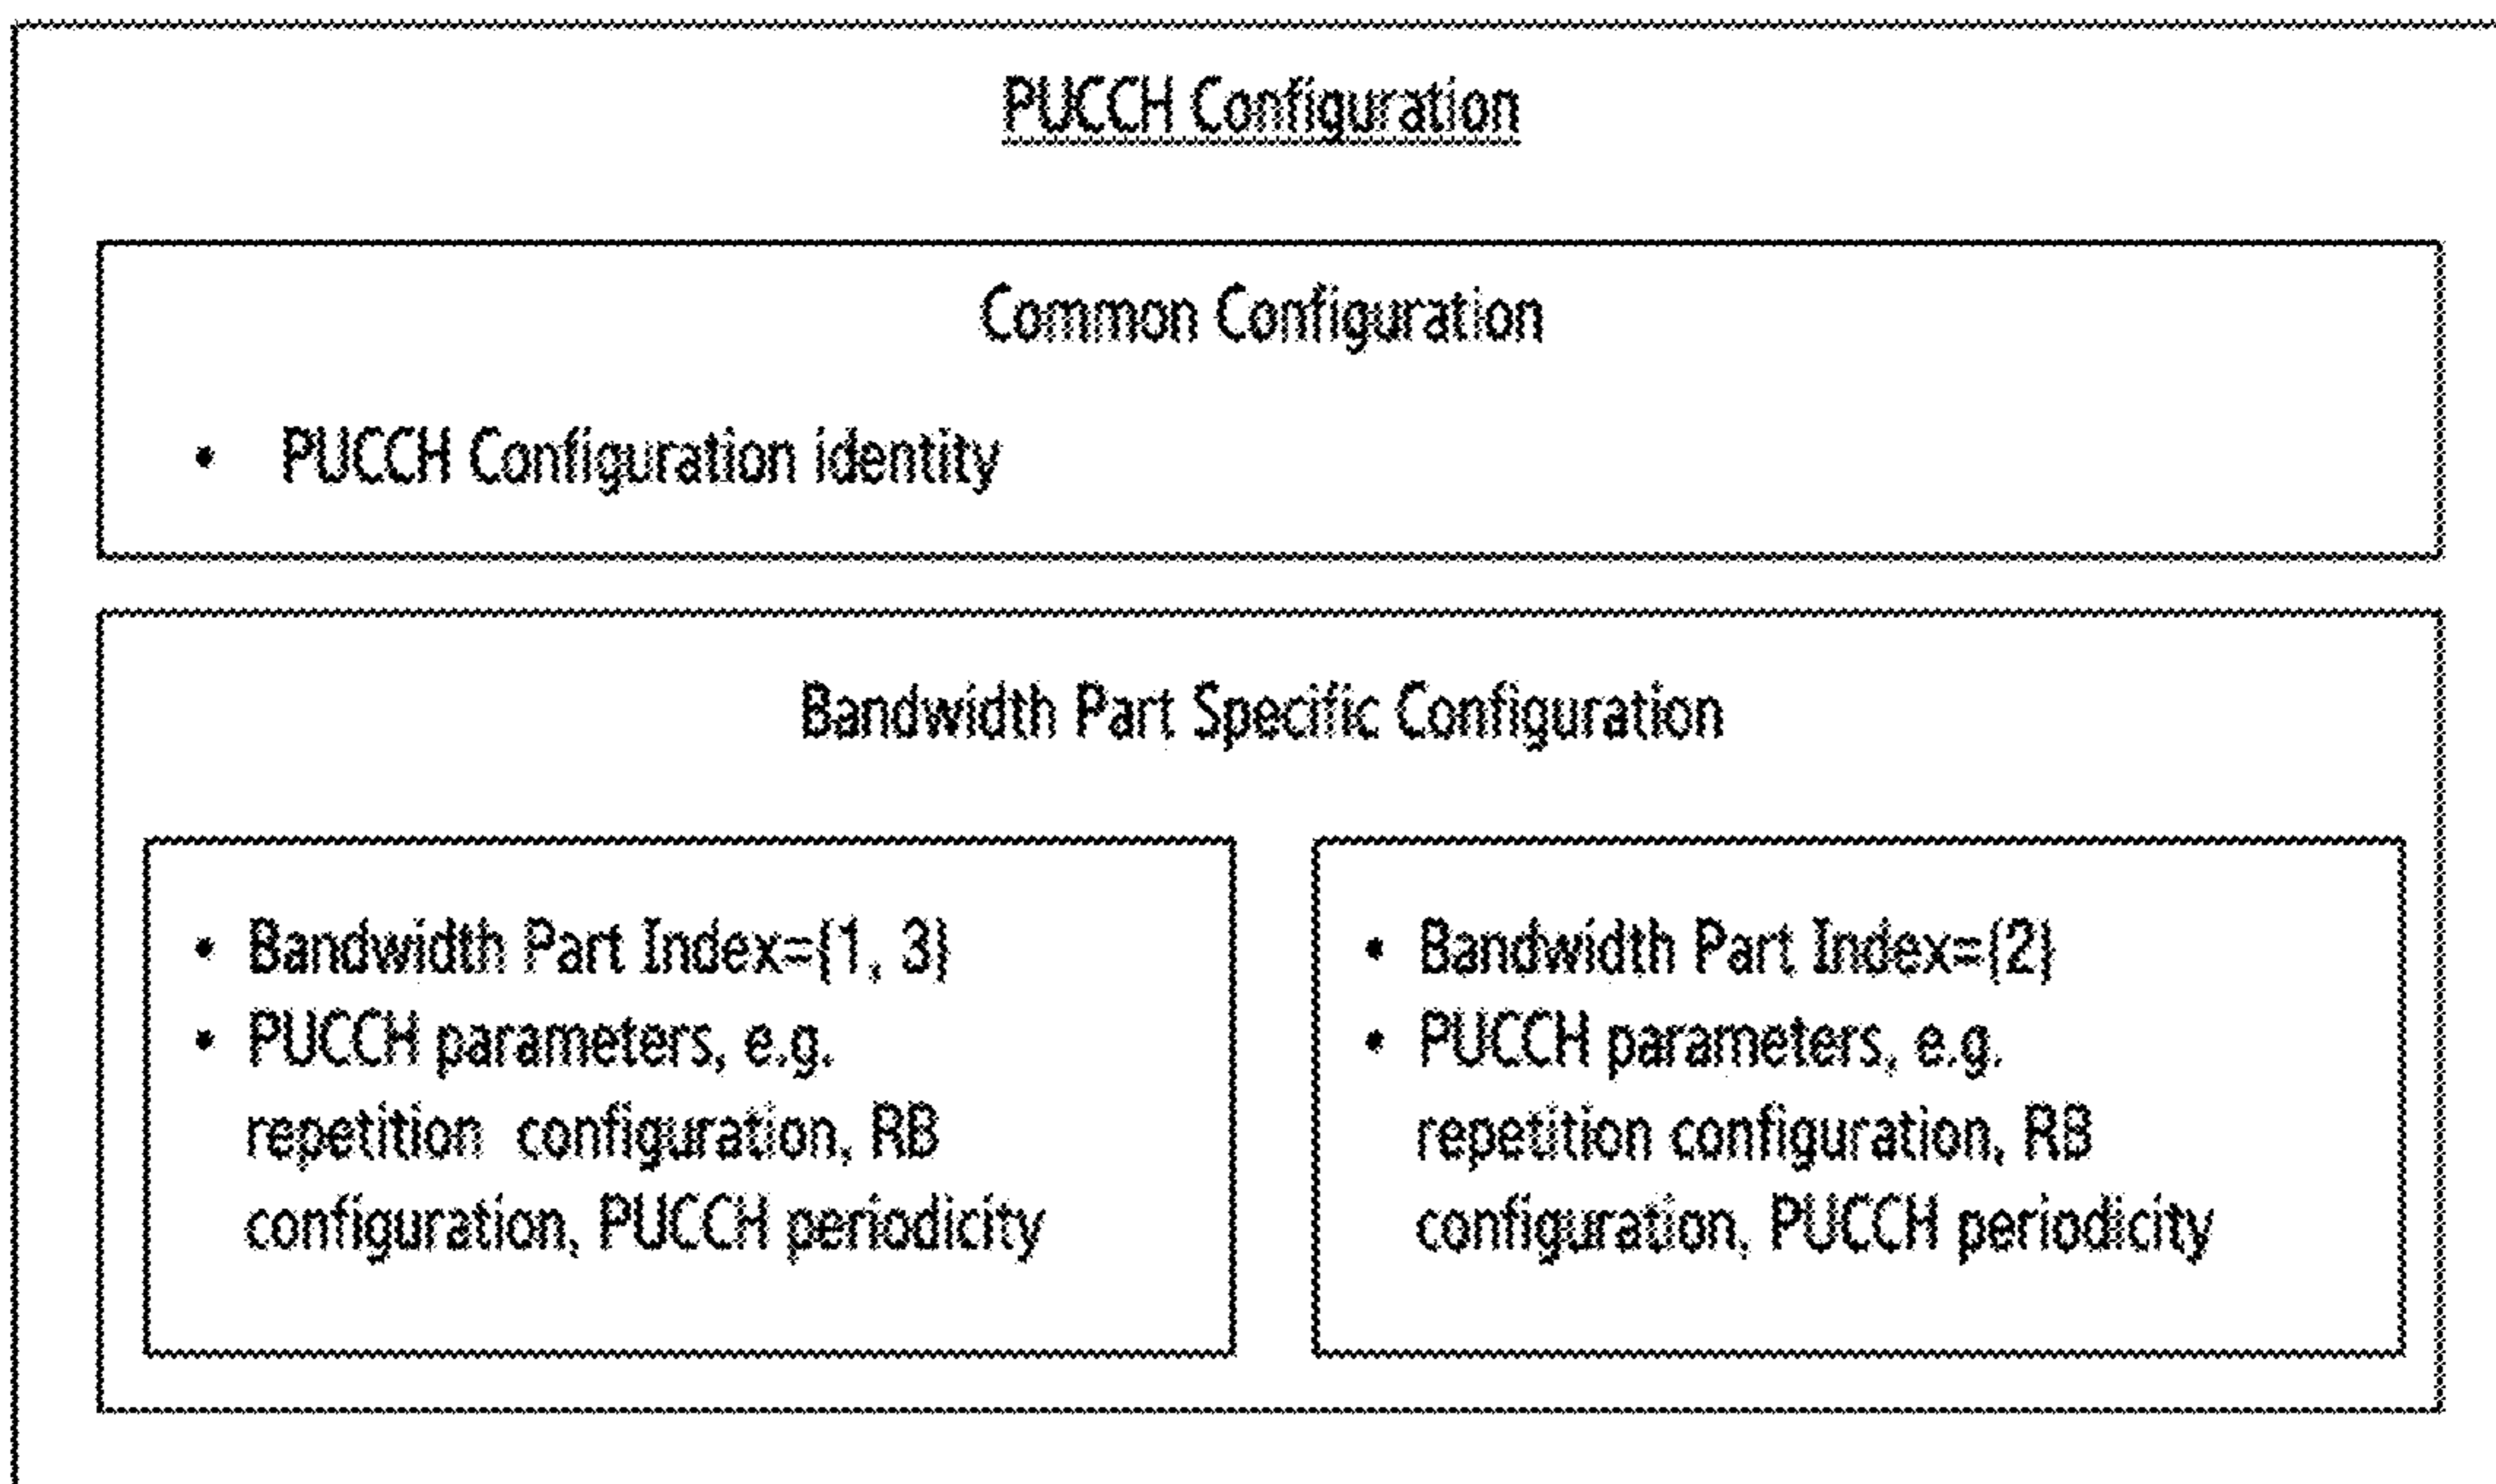 PUCCH Configuration
Common Configuration
• PUCCH Configuration identity
Bandwidth Part Specific Configuration
• Bandwidth Part Index={1, 3}
• PUCCH parameters, e.g.
repetition configuration, RB
configuration, PUCCH periodicity
• Bandwidth Part Index={2}
• PUCCH parameters, e.g.
repetition configuration, RB
configuration, PUCCH periodicity